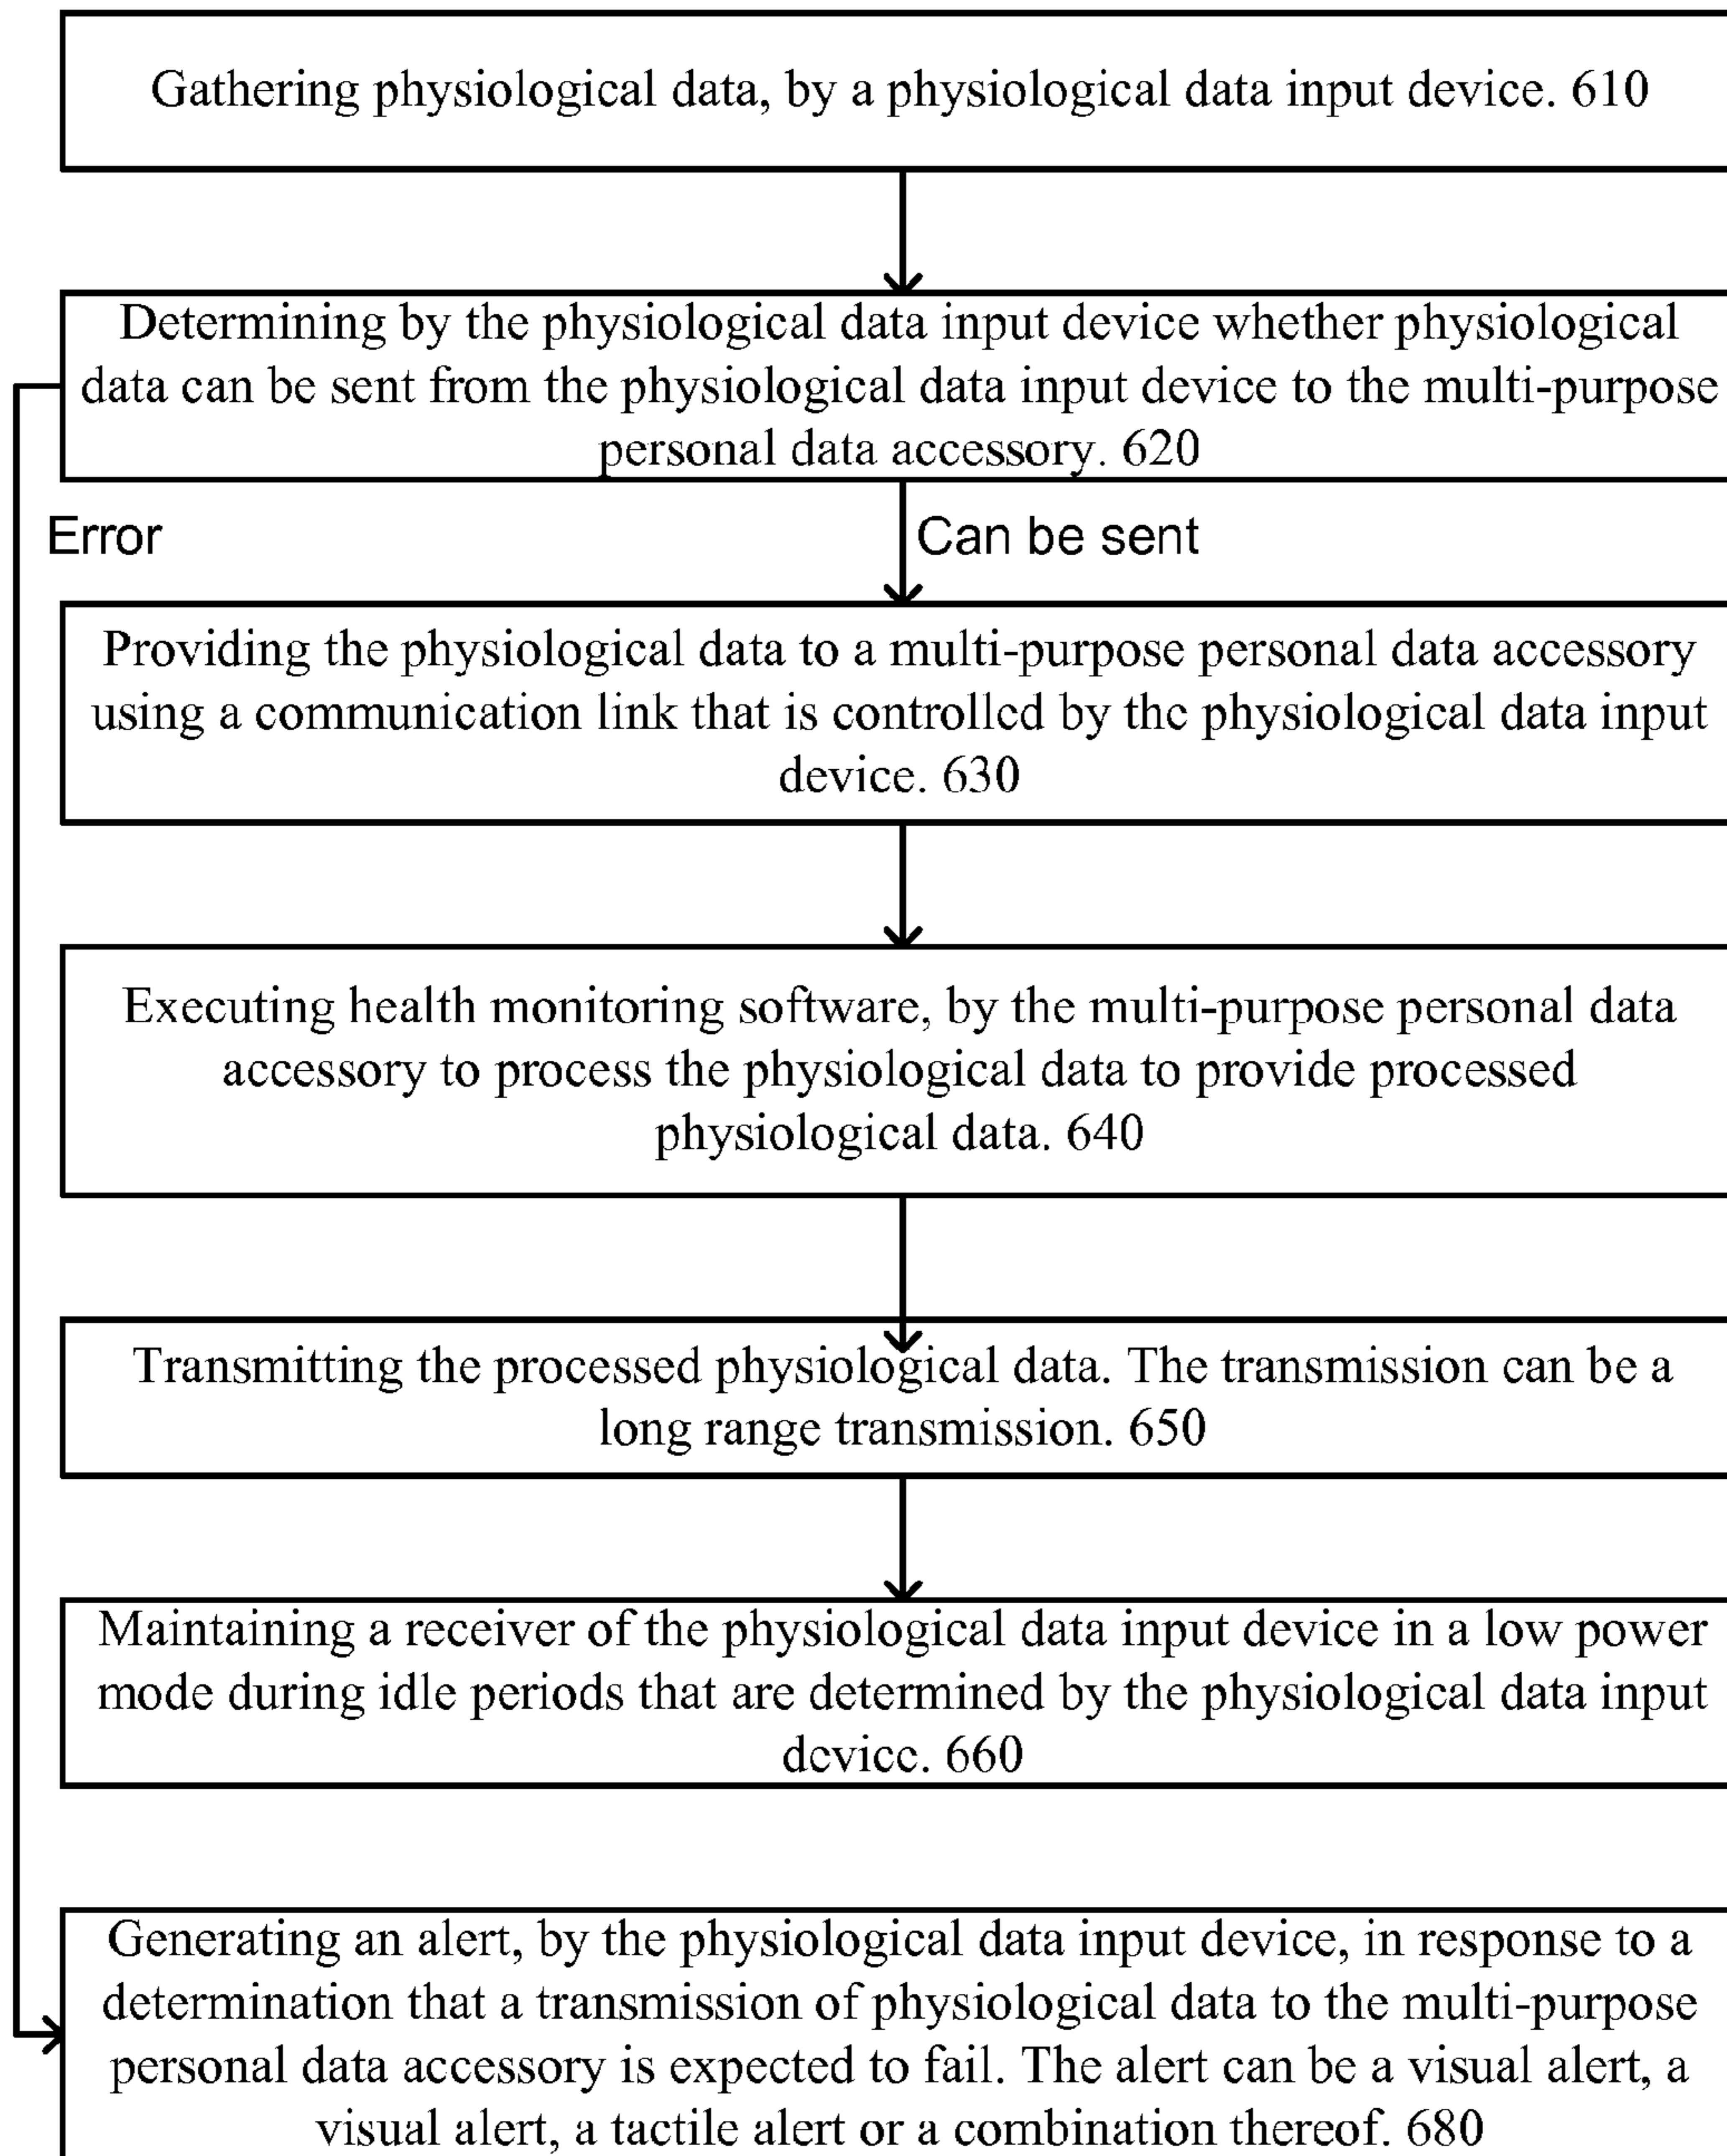 Gathering physiological data, by a physiological data input device. 610
Determining by the physiological data input device whether physiological
data can be sent from the physiological data input device to the multi-purpose
personal data accessory. 620
Error
Can be sent
Providing the physiological data to a multi-purpose personal data accessory
using a communication link that is controlled by the physiological data input
device. 630
Executing health monitoring software, by the multi-purpose personal data
accessory to process the physiological data to provide processed
physiological data. 640
Transmitting the processed physiological data. The transmission can be a
long range transmission. 650
Maintaining a receiver of the physiological data input device in a low power
mode during idle periods that are determined by the physiological data input
device. 660
Generating an alert, by the physiological data input device, in response to a
determination that a transmission of physiological data to the multi-purpose
personal data accessory is expected to fail. The alert can be a visual alert, a
visual alert, a tactile alert or a combination thereof. 680